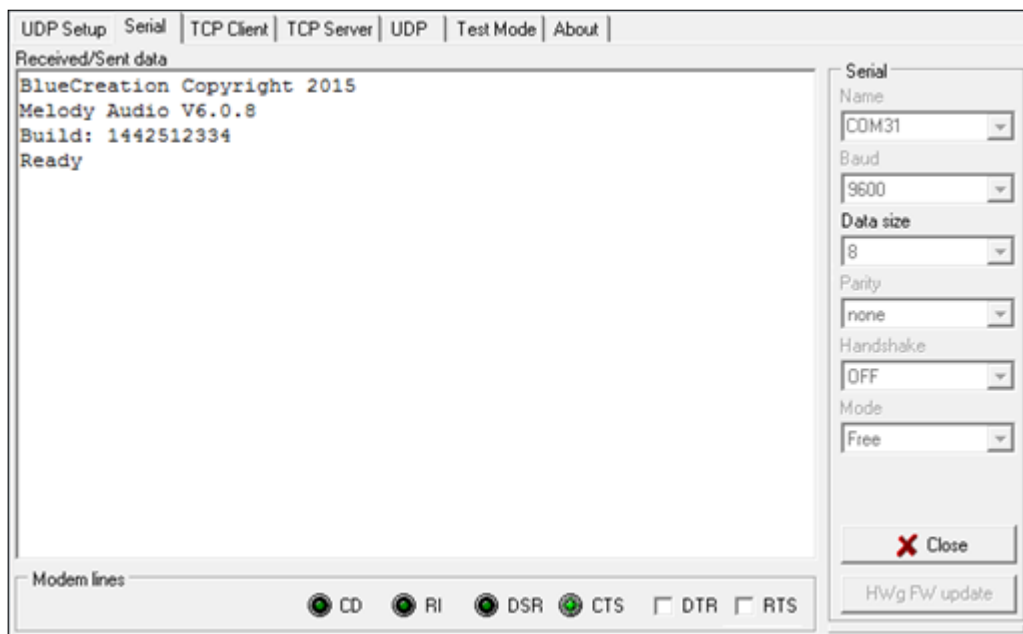 UDP Setup Serial TCP Client TCP Server UDP Test Mode About
Received/Sent data
BlueCreation Copyright 2015
Melody Audio V6.0.8
Build: 1442512334
Ready
Serial
Name
COM31
Baud
9600
Data size
8
Parity
none
Handshake
OFF
Mode
Free
Close
HWg FW update
Modem lines
CD RI DSR CTS DTR RTS